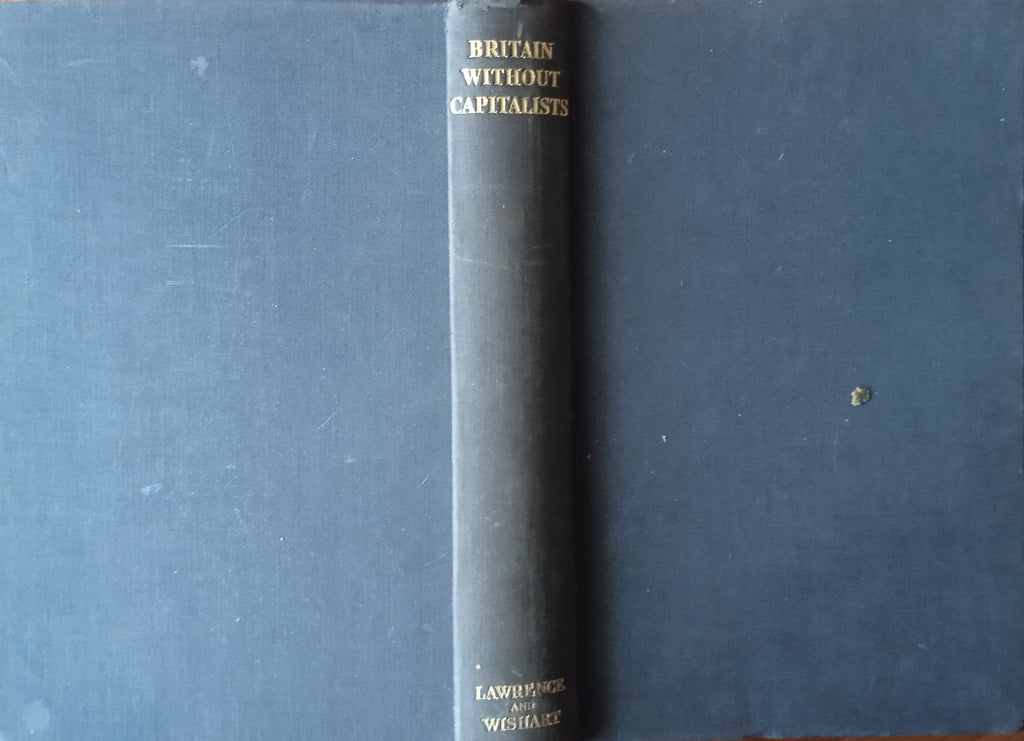 BRITAIN
WITHOUT
CAPITALISTS
LAWRENCE
AND
WISHART